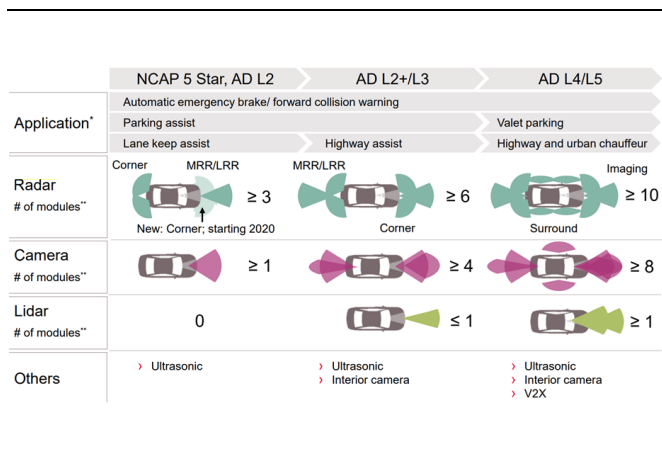 NCAP 5 Star, AD L2 AD L2+/L3 AD L4/L5
Application*
Automatic emergency brake/ forward collision warning
Parking assist Valet parking
Lane keep assist Highway assist Highway and urban chauffeur
Radar
# of modules**
Corner MRR/LRR
≥ 3
New: Corner; starting 2020
MRR/LRR
≥ 6
Corner
Imaging
≥ 10
Surround
Camera
# of modules**
≥ 1 ≥ 4 ≥ 8
Lidar
# of modules**
0 ≤ 1 ≥ 1
Others
› Ultrasonic
› Ultrasonic
› Interior camera
› Ultrasonic
› Interior camera
› V2X